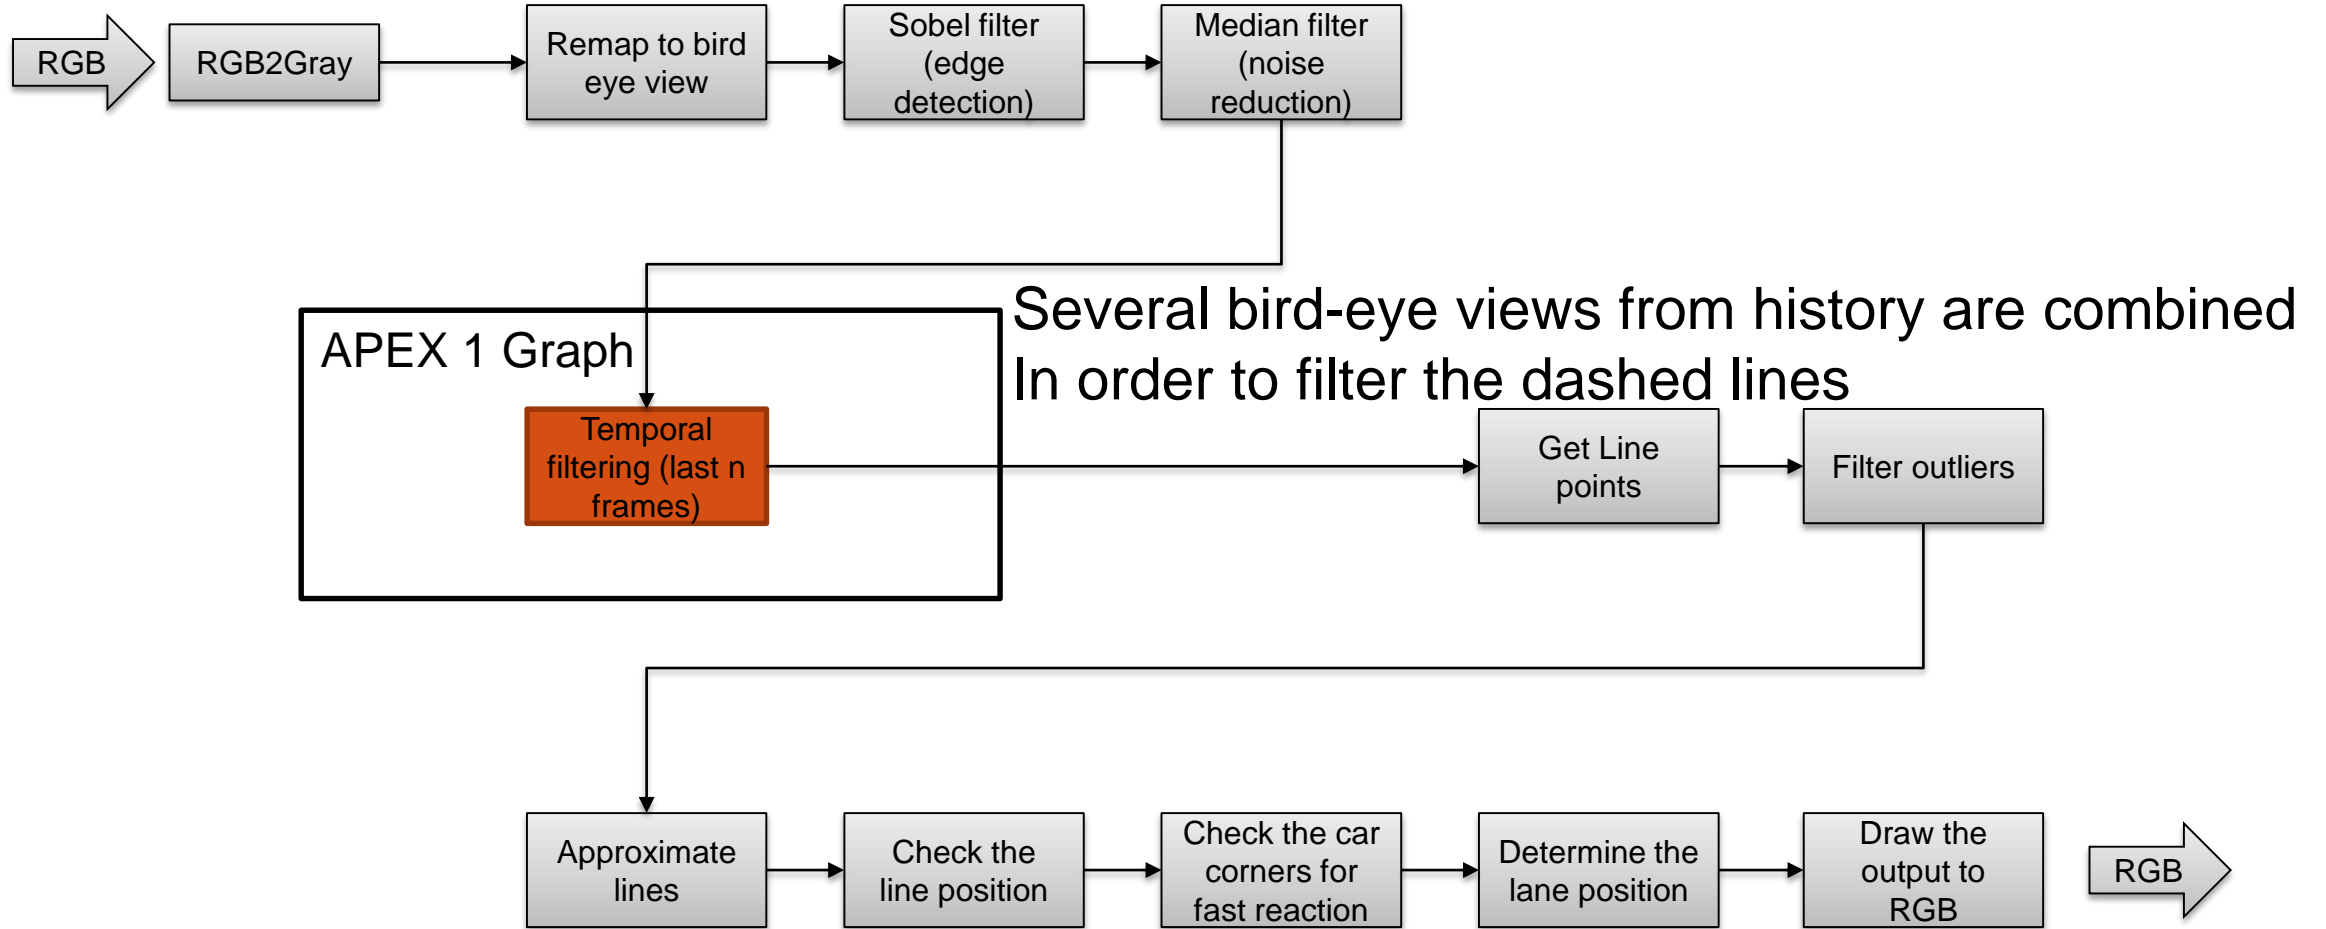 RGB
RGB2Gray
Remap to bird
eye view
Sobel filter
(edge
detection)
Median filter
(noise
reduction)
Several bird-eye views from history are combined
In order to filter the dashed lines
APEX 1 Graph
Temporal
filtering (last n
frames)
Get Line
points
Filter outliers
Approximate
lines
Check the
line position
Check the car
corners for
fast reaction
Determine the
lane position
Draw the
output to
RGB
RGB